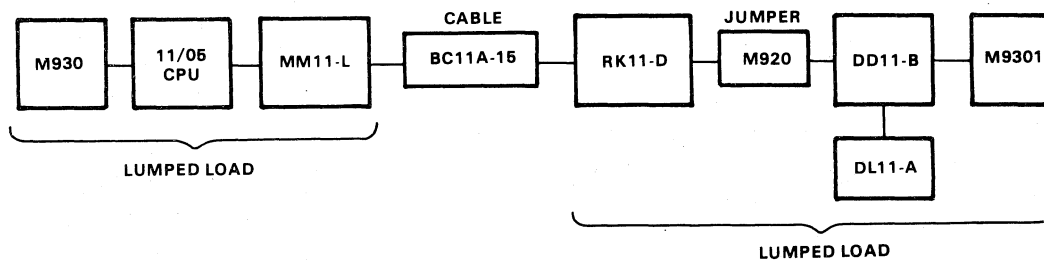 CABLE
JUMPER
M930
11/05
CPU
MM11-L
BC11A-15
RK11-D
M920
DD11-B
M9301
DL11-A
LUMPED LOAD
LUMPED LOAD